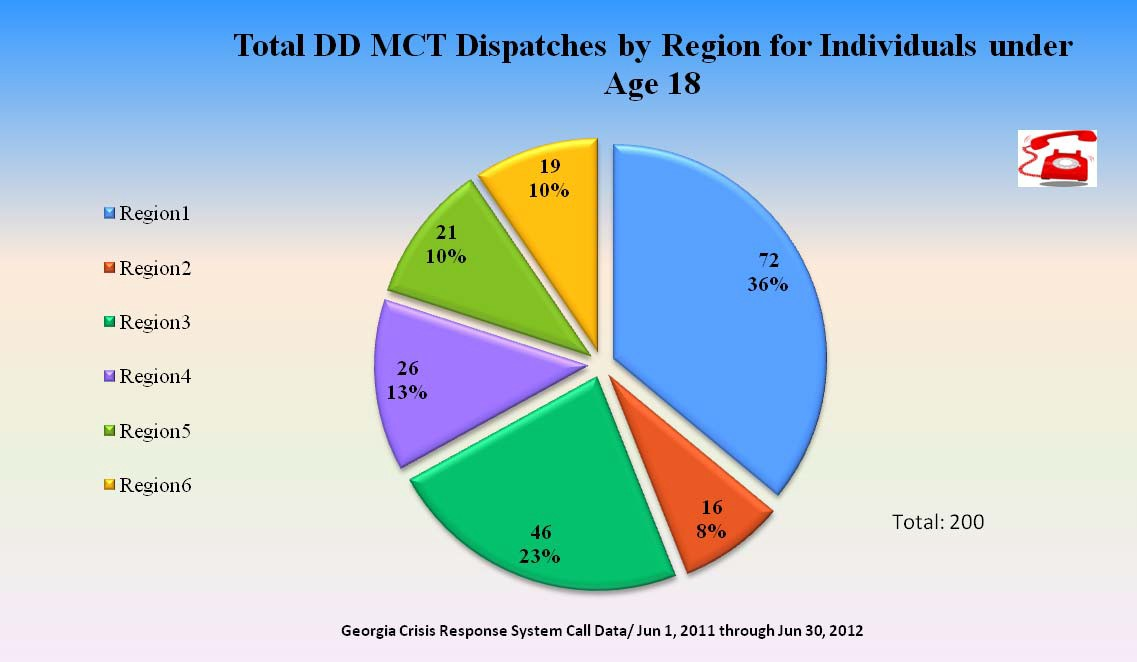 Total DD MCT Dispatches by Region for Individuals under
Age 18
Region1
Region2
Region3
Region4
Region5
Region6
19
10%
72
36%
21
10%
26
13%
16
8%
46
23%
Total: 200
Georgia Crisis Response System Call Data/ Jun 1, 2011 through Jun 30, 2012